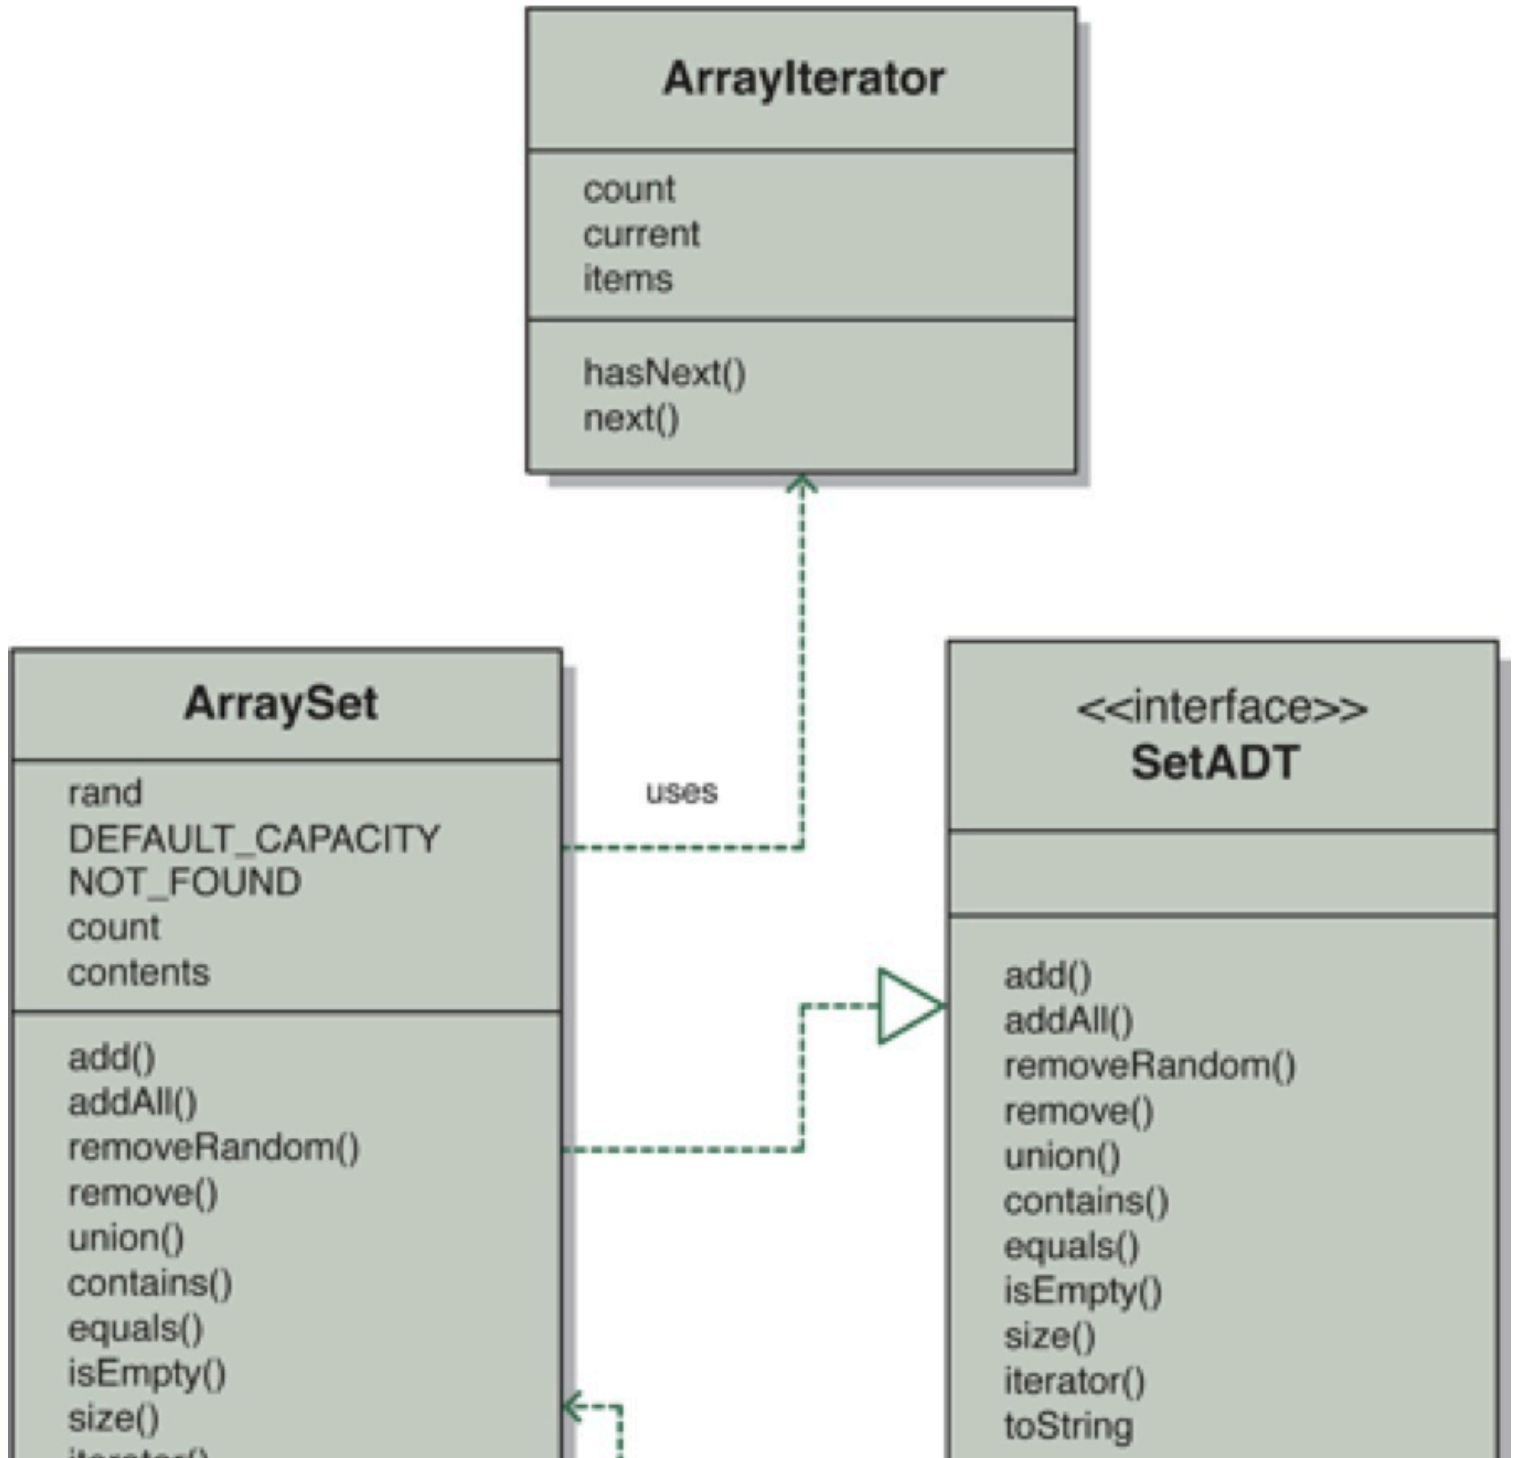 ArrayIterator
count
current
items
hasNext()
next()
ArraySet
rand
DEFAULT_CAPACITY
NOT_FOUND
count
contents
add()
addAll()
removeRandom()
remove()
union()
contains()
equals()
isEmpty()
size()
iterator()
uses
<<interface>>
SetADT
add()
addAll()
removeRandom()
remove()
union()
contains()
equals()
isEmpty()
size()
iterator()
toString